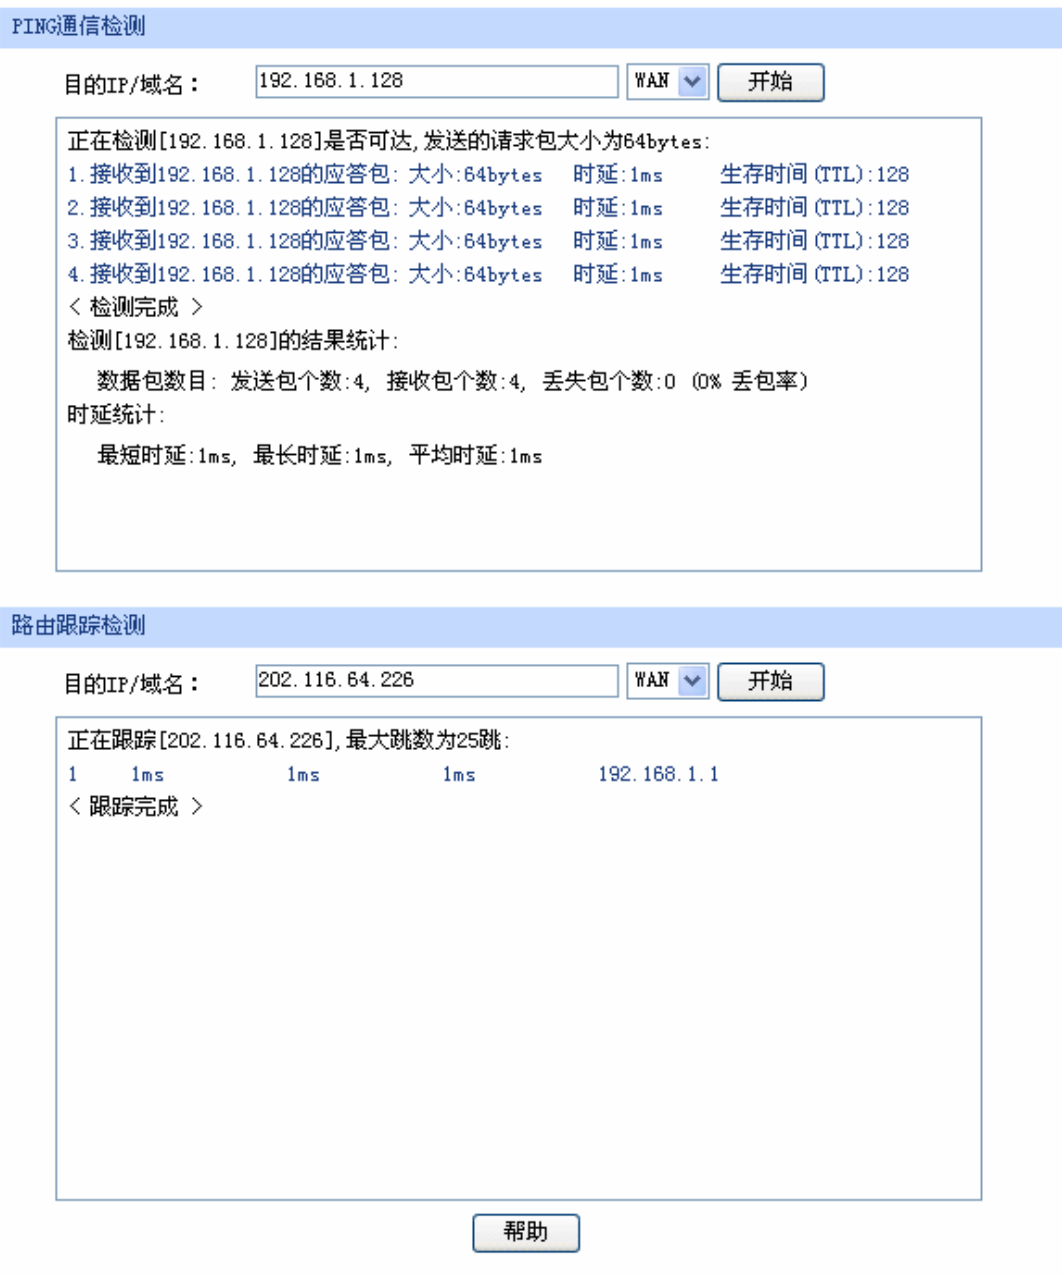 PING通信检测
目的IP/域名： 192.168.1.128 WAN 开始
正在检测[192.168.1.128]是否可达,发送的请求包大小为64bytes:
1.接收到192.168.1.128的应答包: 大小:64bytes 时延:1ms 生存时间(TTL):128
2.接收到192.168.1.128的应答包: 大小:64bytes 时延:1ms 生存时间(TTL):128
3.接收到192.168.1.128的应答包: 大小:64bytes 时延:1ms 生存时间(TTL):128
4.接收到192.168.1.128的应答包: 大小:64bytes 时延:1ms 生存时间(TTL):128
< 检测完成 >
检测[192.168.1.128]的结果统计:
数据包数目: 发送包个数:4, 接收包个数:4, 丢失包个数:0 (0% 丢包率)
时延统计:
最短时延:1ms, 最长时延:1ms, 平均时延:1ms
路由跟踪检测
目的IP/域名： 202.116.64.226 WAN 开始
正在跟踪[202.116.64.226],最大跳数为25跳:
1 1ms 1ms 1ms 192.168.1.1
< 跟踪完成 >
帮助